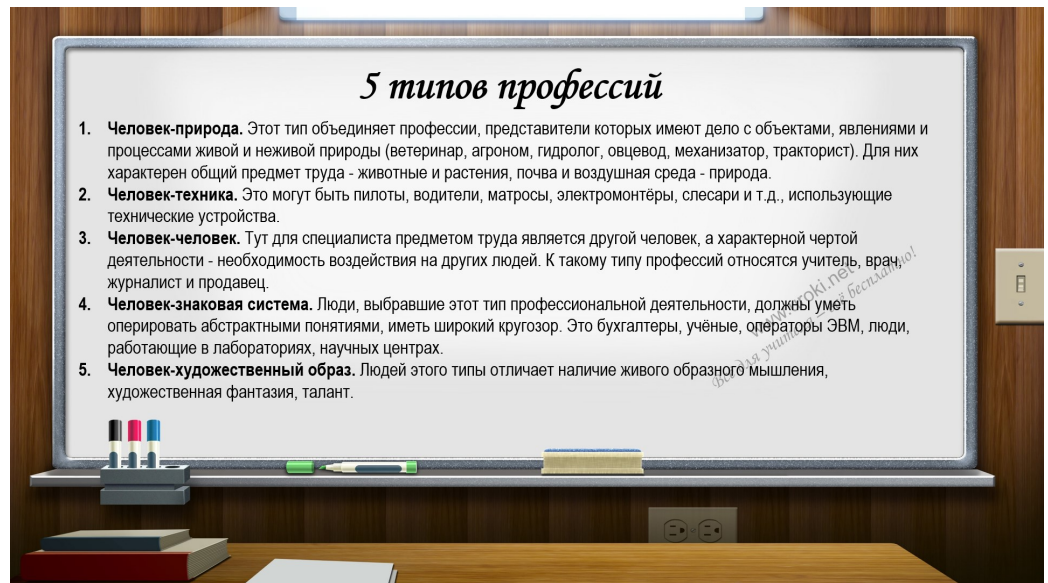 5 типов профессий
1. Человек-природа. Этот тип объединяет профессии, представители которых имеют дело с объектами, явлениями и
процессами живой и неживой природы (ветеринар, агроном, гидролог, овцевод, механизатор, тракторист). Для них
характерен общий предмет труда - животные и растения, почва и воздушная среда - природа.
2. Человек-техника. Это могут быть пилоты, водители, матросы, электромонтёры, слесари и т.д., использующие
технические устройства.
3. Человек-человек. Тут для специалиста предметом труда является другой человек, а характерной чертой
деятельности - необходимость воздействия на других людей. К такому типу профессий относятся учитель, врач,
журналист и продавец.
4. Человек-знаковая система. Люди, выбравшие этот тип профессиональной деятельности, должны уметь
оперировать абстрактными понятиями, иметь широкий кругозор. Это бухгалтеры, учёные, операторы ЭВМ, люди,
работающие в лабораториях, научных центрах.
5. Человек-художественный образ. Людей этого типы отличает наличие живого образного мышления,
художественная фантазия, талант.
www.uroki.net
Всё для учителя – всё бесплатно!